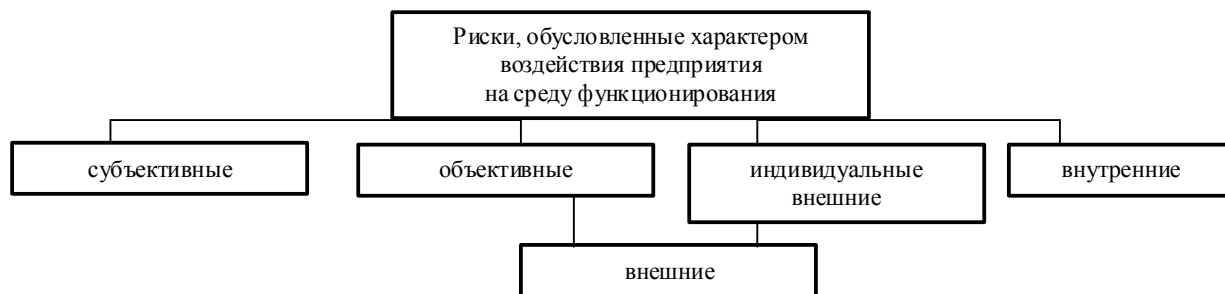 Риски, обусловленные характером
воздействия предприятия
на среду функционирования
субъективные
объективные
индивидуальные
внешние
внутренние
внешние